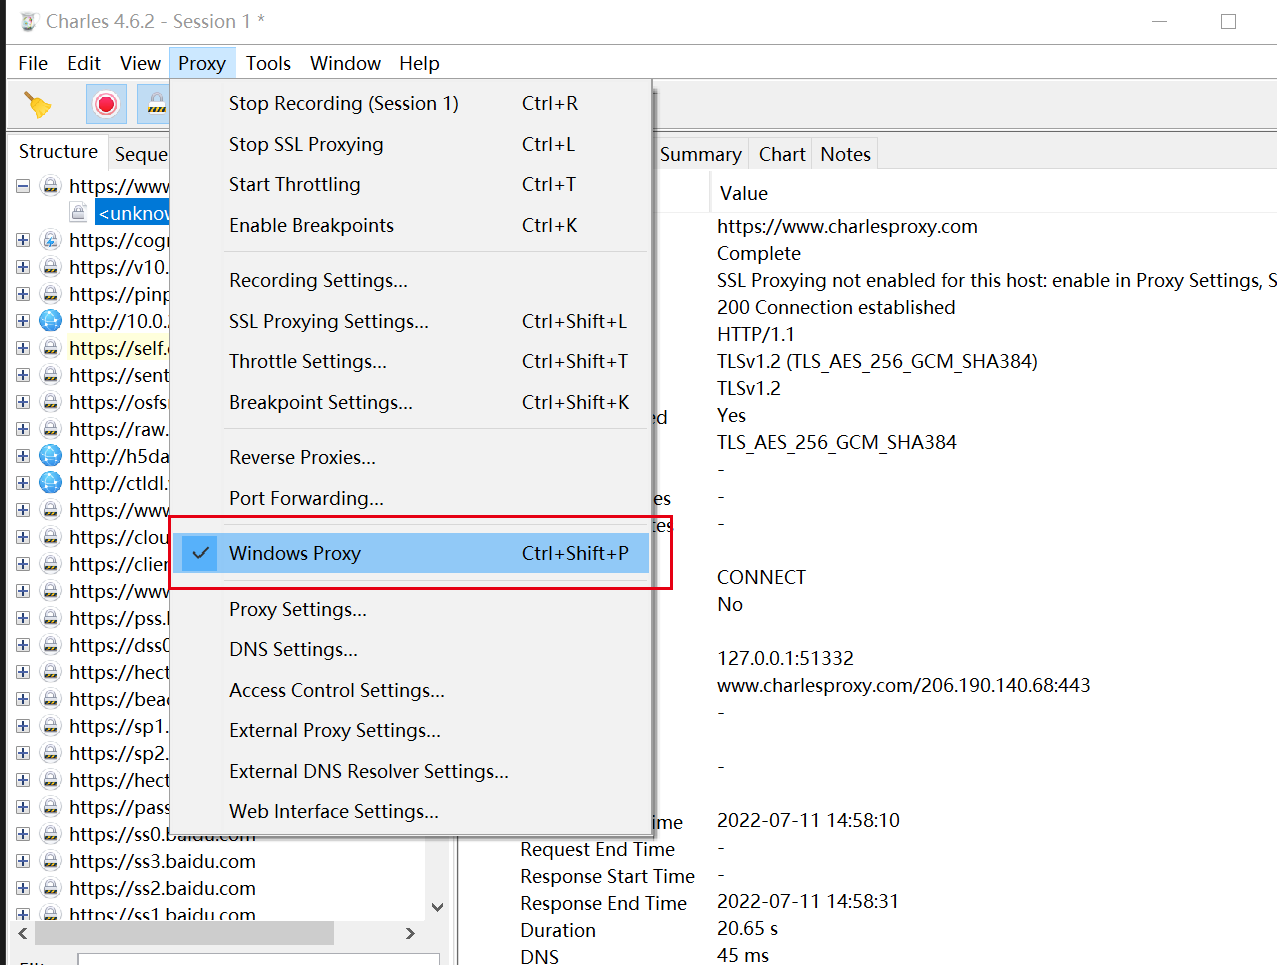 Charles 4.6.2 - Session 1 *
File Edit View Proxy Tools Window Help
Stop Recording (Session 1) Ctrl+R
Stop SSL Proxying Ctrl+L
Start Throttling Ctrl+T
Enable Breakpoints Ctrl+K
Recording Settings...
SSL Proxying Settings... Ctrl+Shift+L
Throttle Settings... Ctrl+Shift+T
Breakpoint Settings... Ctrl+Shift+K
Reverse Proxies...
Port Forwarding...
Windows Proxy Ctrl+Shift+P
Proxy Settings...
DNS Settings...
Access Control Settings...
External Proxy Settings...
External DNS Resolver Settings...
Web Interface Settings...
Structure Seque
https://www
<unknow
https://cogn
https://v10.
https://pinp
http://10.0.
https://self.
https://sent
https://osfsr
https://raw.
http://h5da
http://ctldl.
https://www
https://clou
https://clien
https://www
https://pss.
https://dss0
https://hect
https://bead
https://sp1.
https://sp2.
https://hect
https://pass
https://ss0.baidu.com
https://ss3.baidu.com
https://ss2.baidu.com
https://ss1.baidu.com
Summary Chart Notes
Value
https://www.charlesproxy.com
Complete
SSL Proxying not enabled for this host: enable in Proxy Settings, S
200 Connection established
HTTP/1.1
TLSv1.2 (TLS_AES_256_GCM_SHA384)
TLSv1.2
ed Yes
TLS_AES_256_GCM_SHA384
-
es -
tes -
CONNECT
No
127.0.0.1:51332
www.charlesproxy.com/206.190.140.68:443
-
-
ime 2022-07-11 14:58:10
Request End Time -
Response Start Time -
Response End Time 2022-07-11 14:58:31
Duration 20.65 s
DNS 45 ms